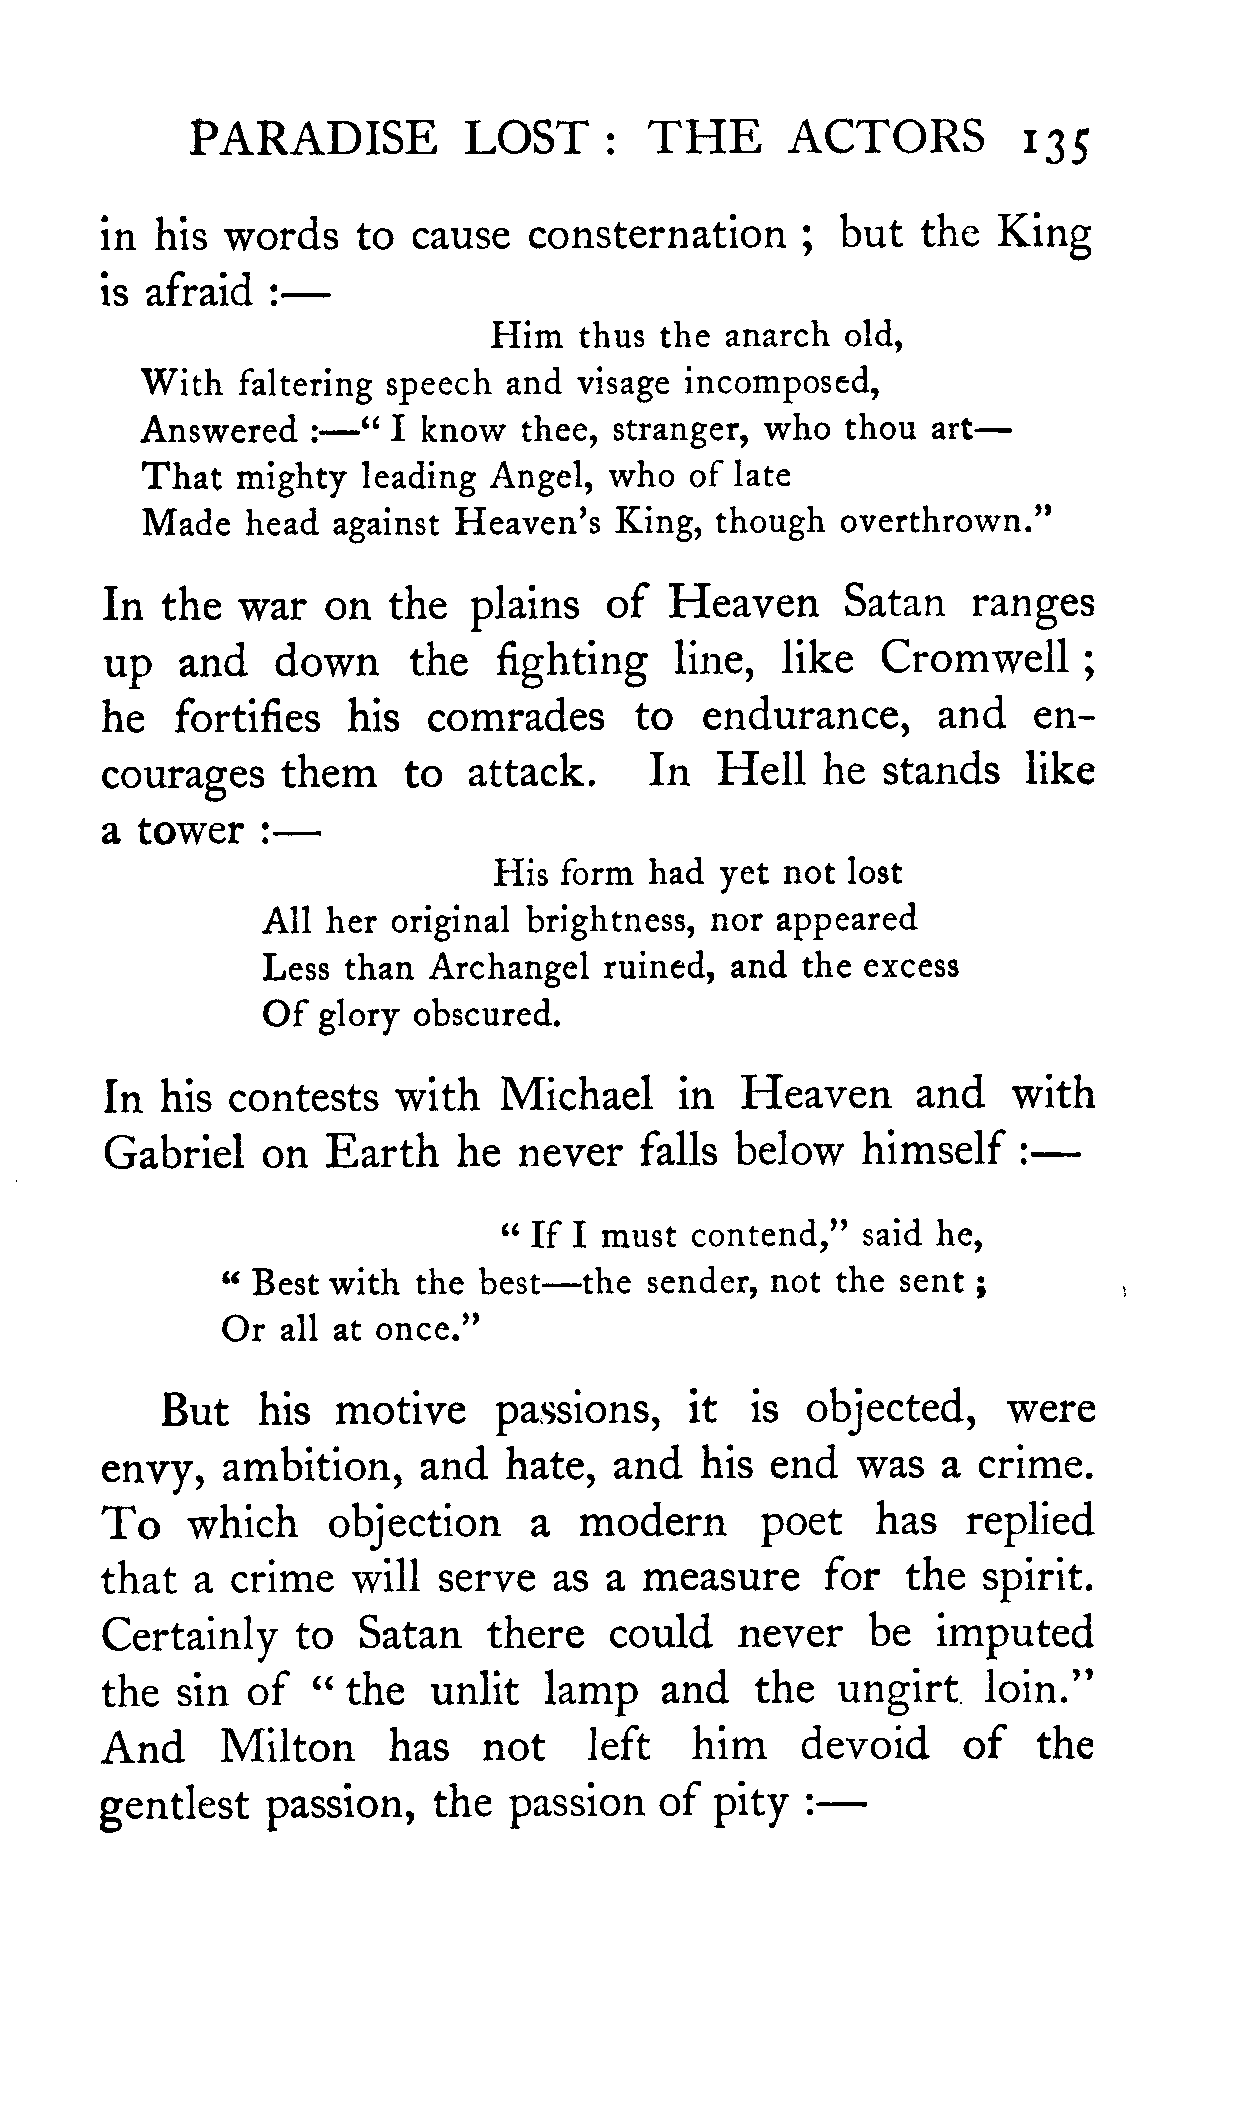 PARADISE LOST : THE ACTORS 135
in his words to cause consternation ; but the King
is afraid :—
Him thus the anarch old,
With faltering speech and visage incomposed,
Answered :—“ I know thee, stranger, who thou art—
That mighty leading Angel, who of late
Made head against Heaven’s King, though overthrown.”
In the war on the plains of Heaven Satan ranges
up and down the fighting line, like Cromwell ;
he fortifies his comrades to endurance, and en-
courages them to attack. In Hell he stands like
a tower :—
His form had yet not lost
All her original brightness, nor appeared
Less than Archangel ruined, and the excess
Of glory obscured.
In his contests with Michael in Heaven and with
Gabriel on Earth he never falls below himself :—
“ If I must contend,” said he,
“ Best with the best—the sender, not the sent ;
Or all at once.”
But his motive passions, it is objected, were
envy, ambition, and hate, and his end was a crime.
To which objection a modern poet has replied
that a crime will serve as a measure for the spirit.
Certainly to Satan there could never be imputed
the sin of “ the unlit lamp and the ungirt loin.”
And Milton has not left him devoid of the
gentlest passion, the passion of pity :—